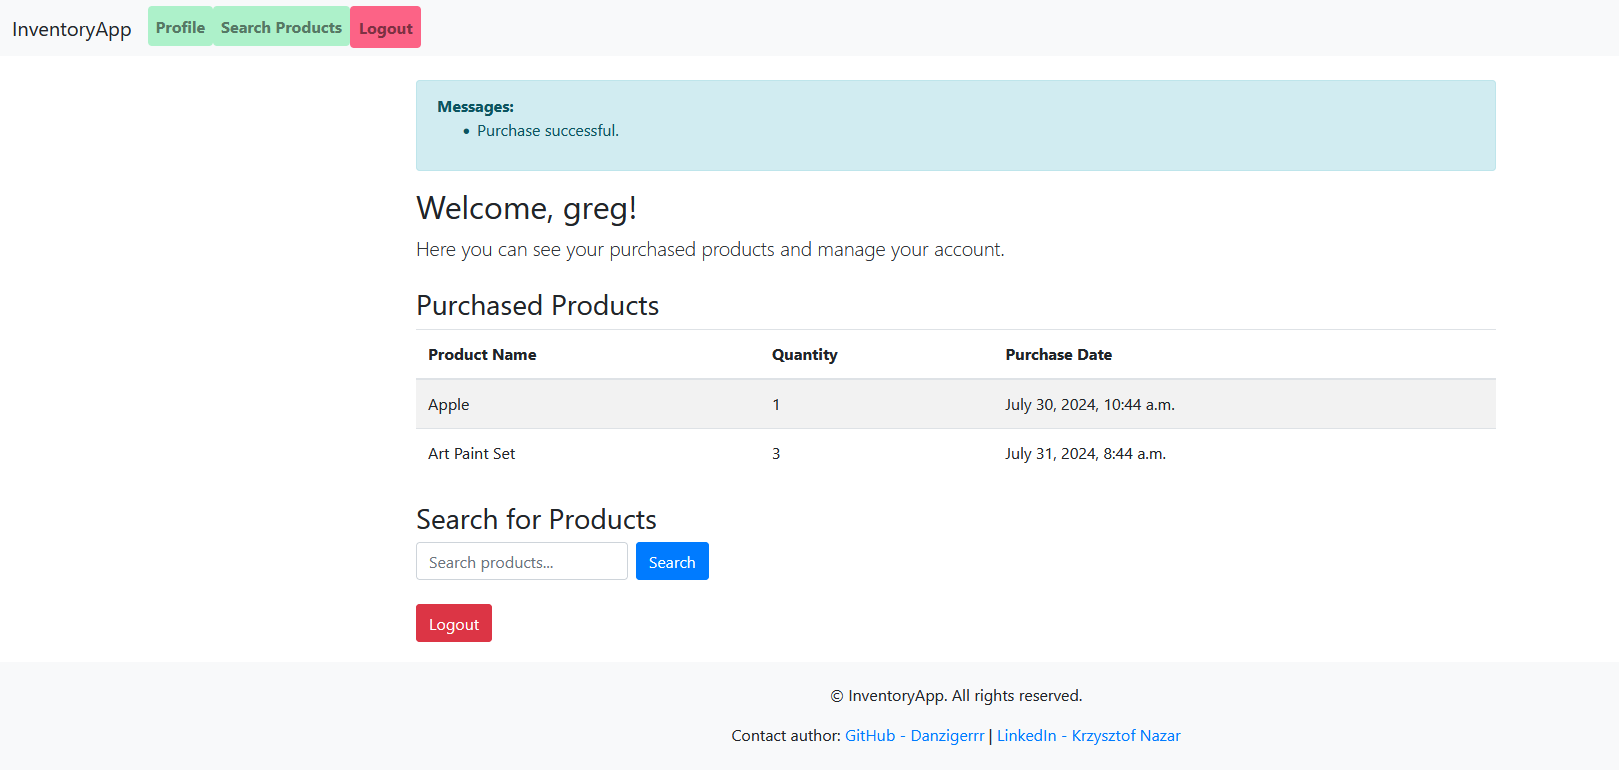 InventoryApp Profile Search Products Logout
Messages:
• Purchase successful.
Welcome, greg!
Here you can see your purchased products and manage your account.
Purchased Products
Product Name Quantity Purchase Date
Apple 1 July 30, 2024, 10:44 a.m.
Art Paint Set 3 July 31, 2024, 8:44 a.m.
Search for Products
Search products... Search
Logout
© InventoryApp. All rights reserved.
Contact author: GitHub - Danzigerrr | LinkedIn - Krzysztof Nazar